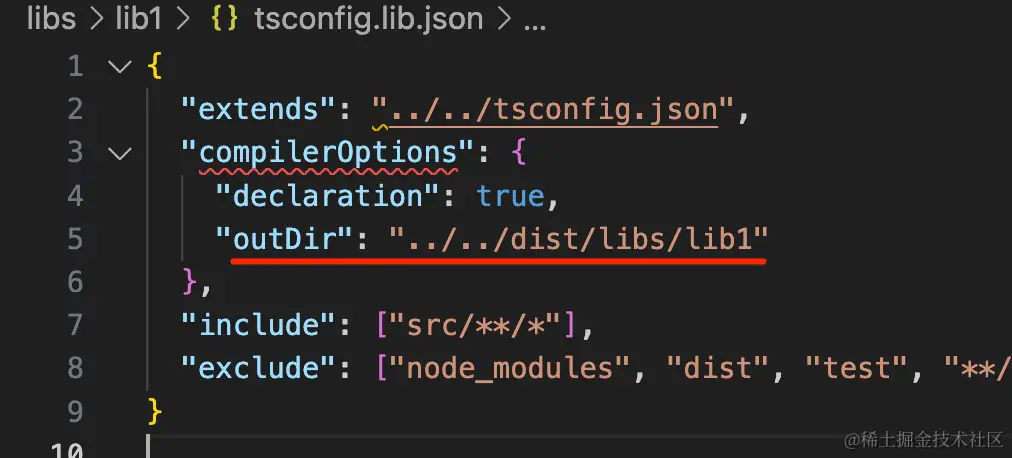 libs > lib1 > {} tsconfig.lib.json > ...
1 {
2 "extends": "../../tsconfig.json",
3 "compilerOptions": {
4 "declaration": true,
5 "outDir": "../../dist/libs/lib1"
6 },
7 "include": ["src/**/*"],
8 "exclude": ["node_modules", "dist", "test", "**/
9 }
10
@稀土掘金技术社区